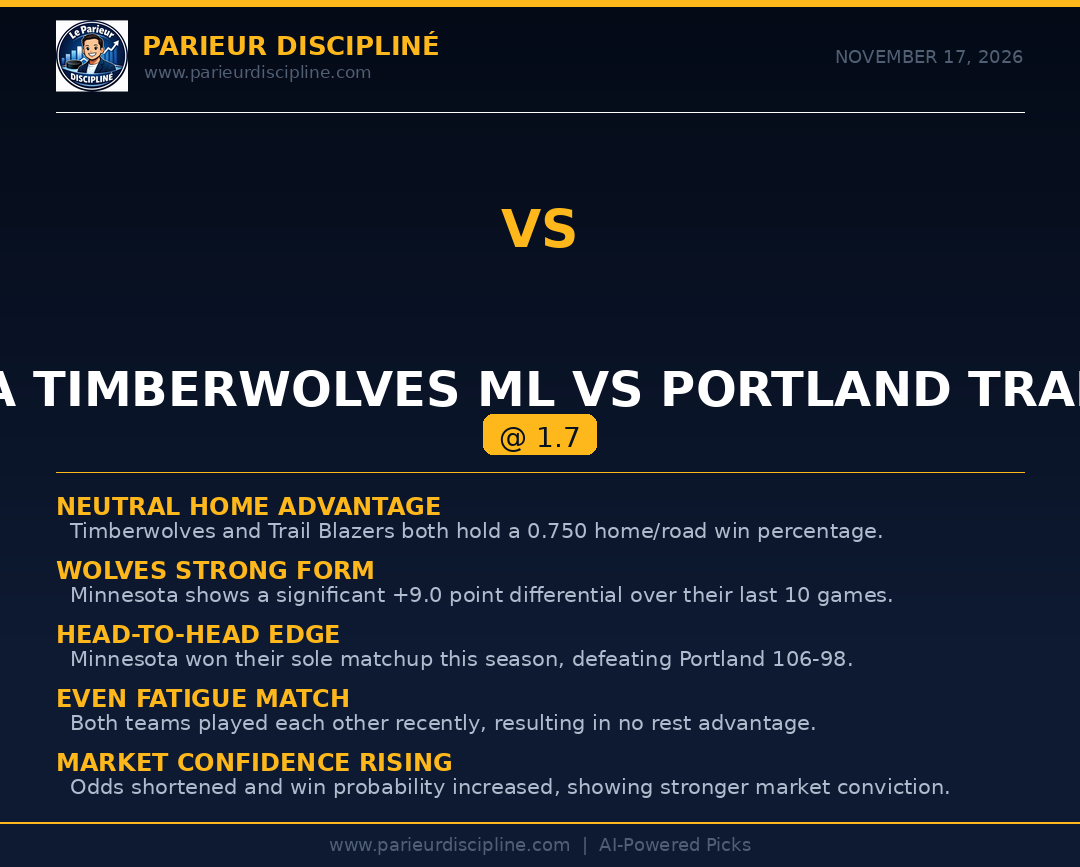 Le Parieur
DISCIPLINÉ
PARIEUR DISCIPLINÉ
www.parieurdiscipline.com
NOVEMBER 17, 2026
VS
A TIMBERWOLVES ML VS PORTLAND TRA
@ 1.7
NEUTRAL HOME ADVANTAGE
Timberwolves and Trail Blazers both hold a 0.750 home/road win percentage.
WOLVES STRONG FORM
Minnesota shows a significant +9.0 point differential over their last 10 games.
HEAD-TO-HEAD EDGE
Minnesota won their sole matchup this season, defeating Portland 106-98.
EVEN FATIGUE MATCH
Both teams played each other recently, resulting in no rest advantage.
MARKET CONFIDENCE RISING
Odds shortened and win probability increased, showing stronger market conviction.
www.parieurdiscipline.com | AI-Powered Picks